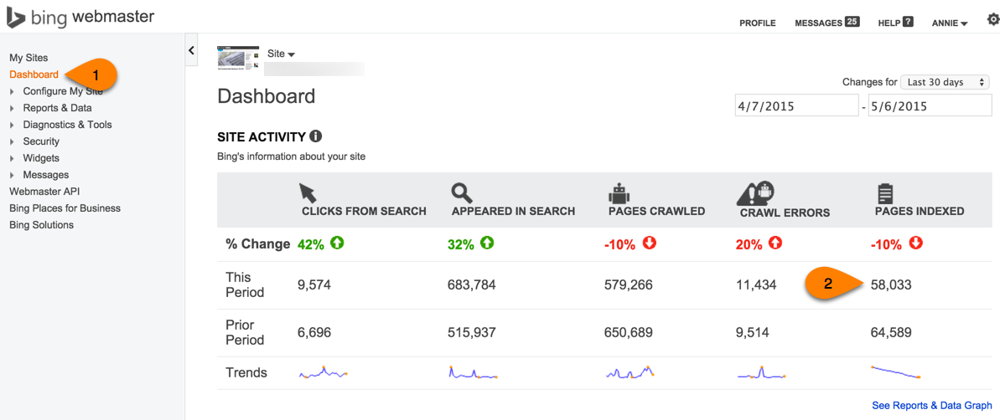 bing webmaster
PROFILE MESSAGES 25 HELP ? ANNIE
My Sites
Dashboard
1
Configure My Site
Reports & Data
Diagnostics & Tools
Security
Widgets
Messages
Webmaster API
Bing Places for Business
Bing Solutions
Site
Dashboard
Changes for Last 30 days
4/7/2015 - 5/6/2015
SITE ACTIVITY i
Bing's information about your site
CLICKS FROM SEARCH APPEARED IN SEARCH PAGES CRAWLED CRAWL ERRORS PAGES INDEXED
% Change 42% 32% -10% 20% -10%
This
Period 9,574 683,784 579,266 11,434 2 58,033
Prior
Period 6,696 515,937 650,689 9,514 64,589
Trends
See Reports & Data Graph